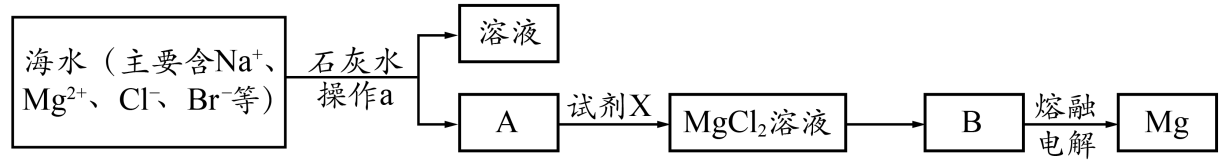 海水（主要含Na⁺、
Mg²⁺、Cl⁻、Br⁻等）
石灰水
操作a
溶液
A
试剂X
MgCl₂溶液
B
熔融
电解
Mg